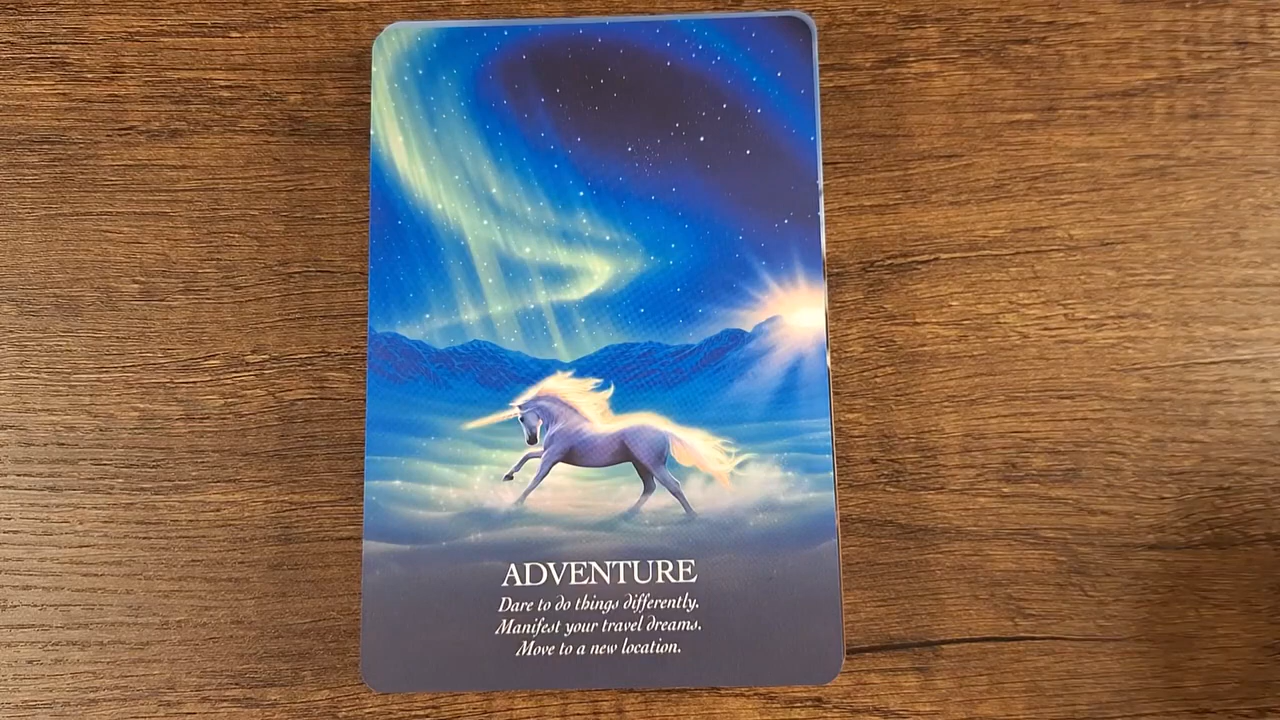 ADVENTURE
Dare to do things differently.
Manifest your travel dreams.
Move to a new location.